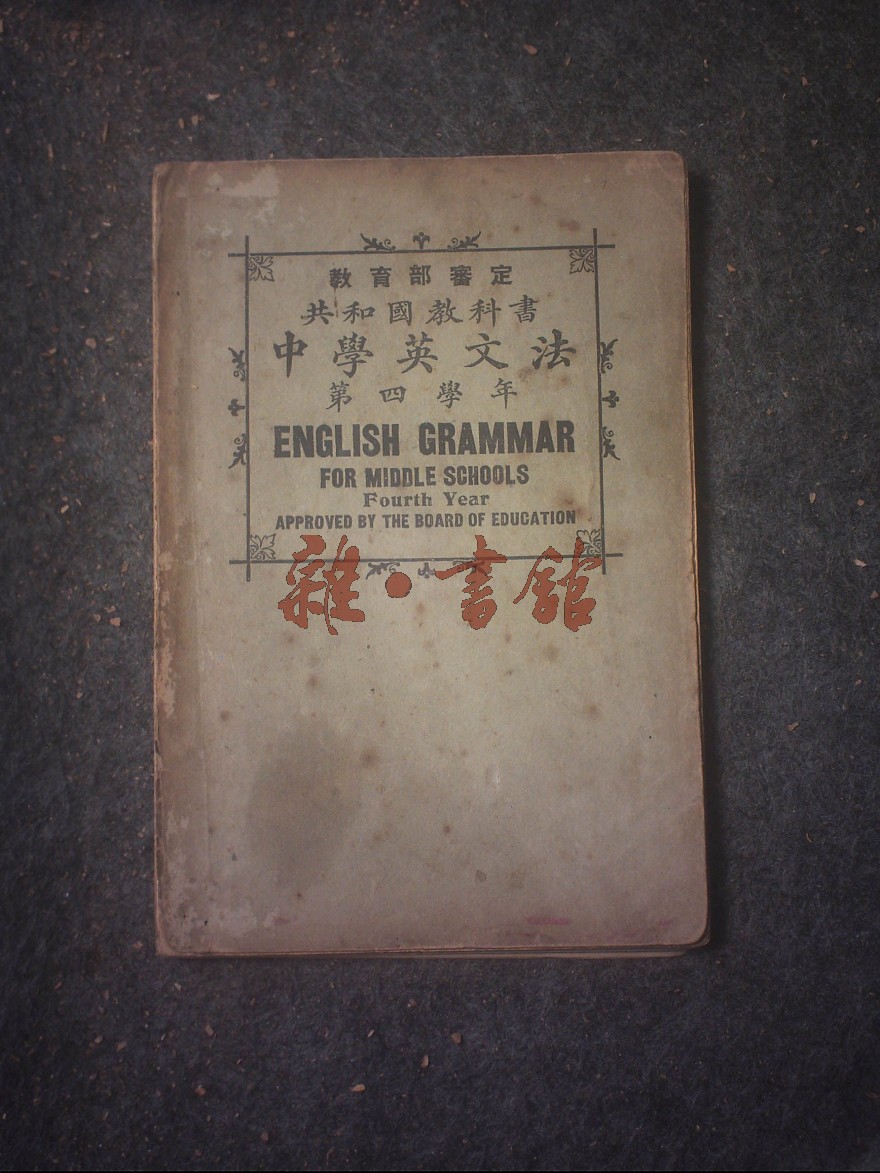 教育部審定
共和國教科書
中學英文法
第四學年
ENGLISH GRAMMAR
FOR MIDDLE SCHOOLS
Fourth Year
APPROVED BY THE BOARD OF EDUCATION
雜•書館